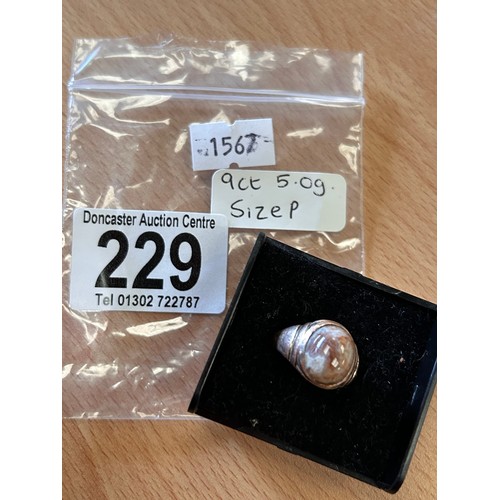 1567
9ct 5.0g.
Size P
Doncaster Auction Centre
229
Tel 01302 722787